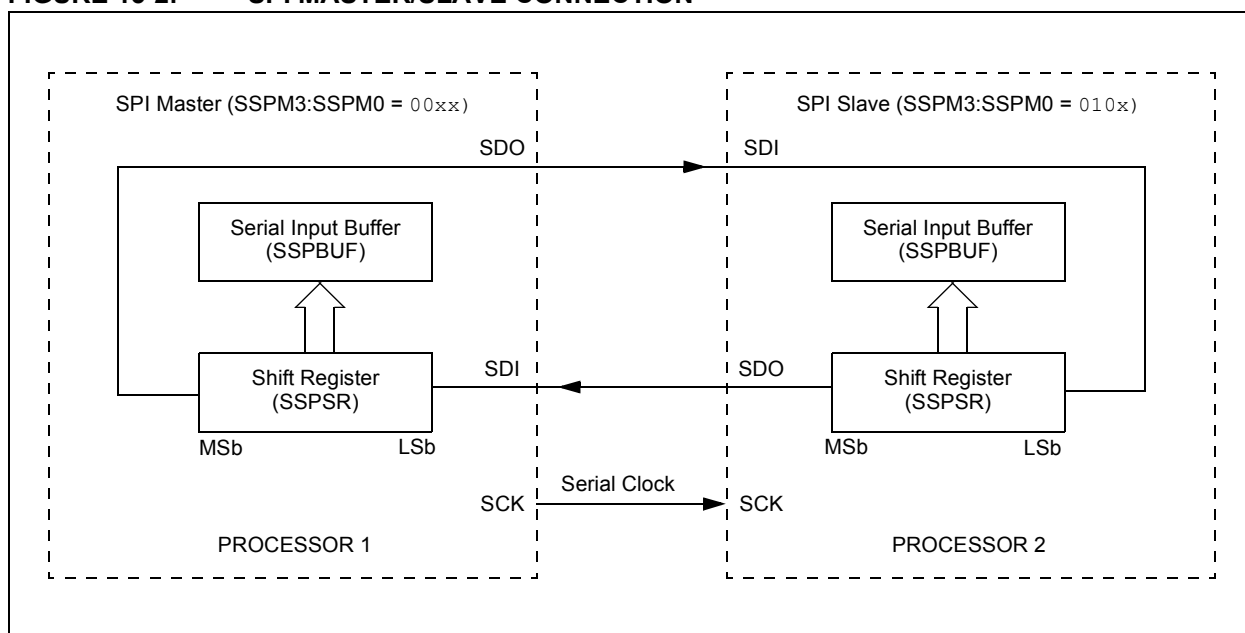 SPI Master (SSPM3:SSPM0 = 00xx)
SPI Slave (SSPM3:SSPM0 = 010x)
SDO
SDI
Serial Input Buffer
(SSPBUF)
Serial Input Buffer
(SSPBUF)
Shift Register
(SSPSR)
SDI
SDO
Shift Register
(SSPSR)
MSb
LSb
MSb
LSb
Serial Clock
SCK
SCK
PROCESSOR 1
PROCESSOR 2